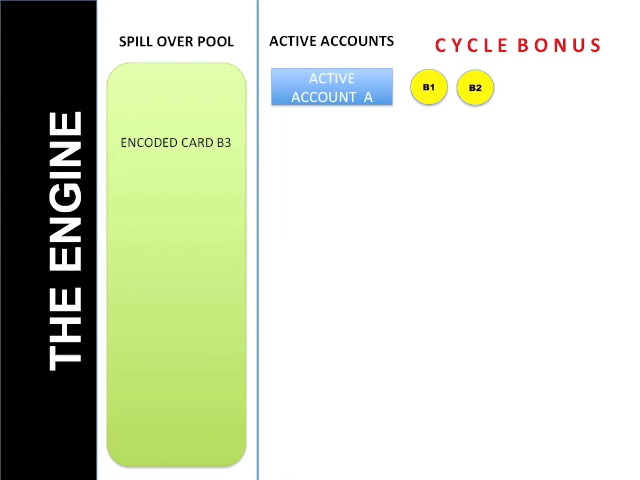 THE ENGINE
SPILL OVER POOL
ENCODED CARD B3
ACTIVE ACCOUNTS
CYCLE BONUS
ACTIVE
ACCOUNT A
B1
B2